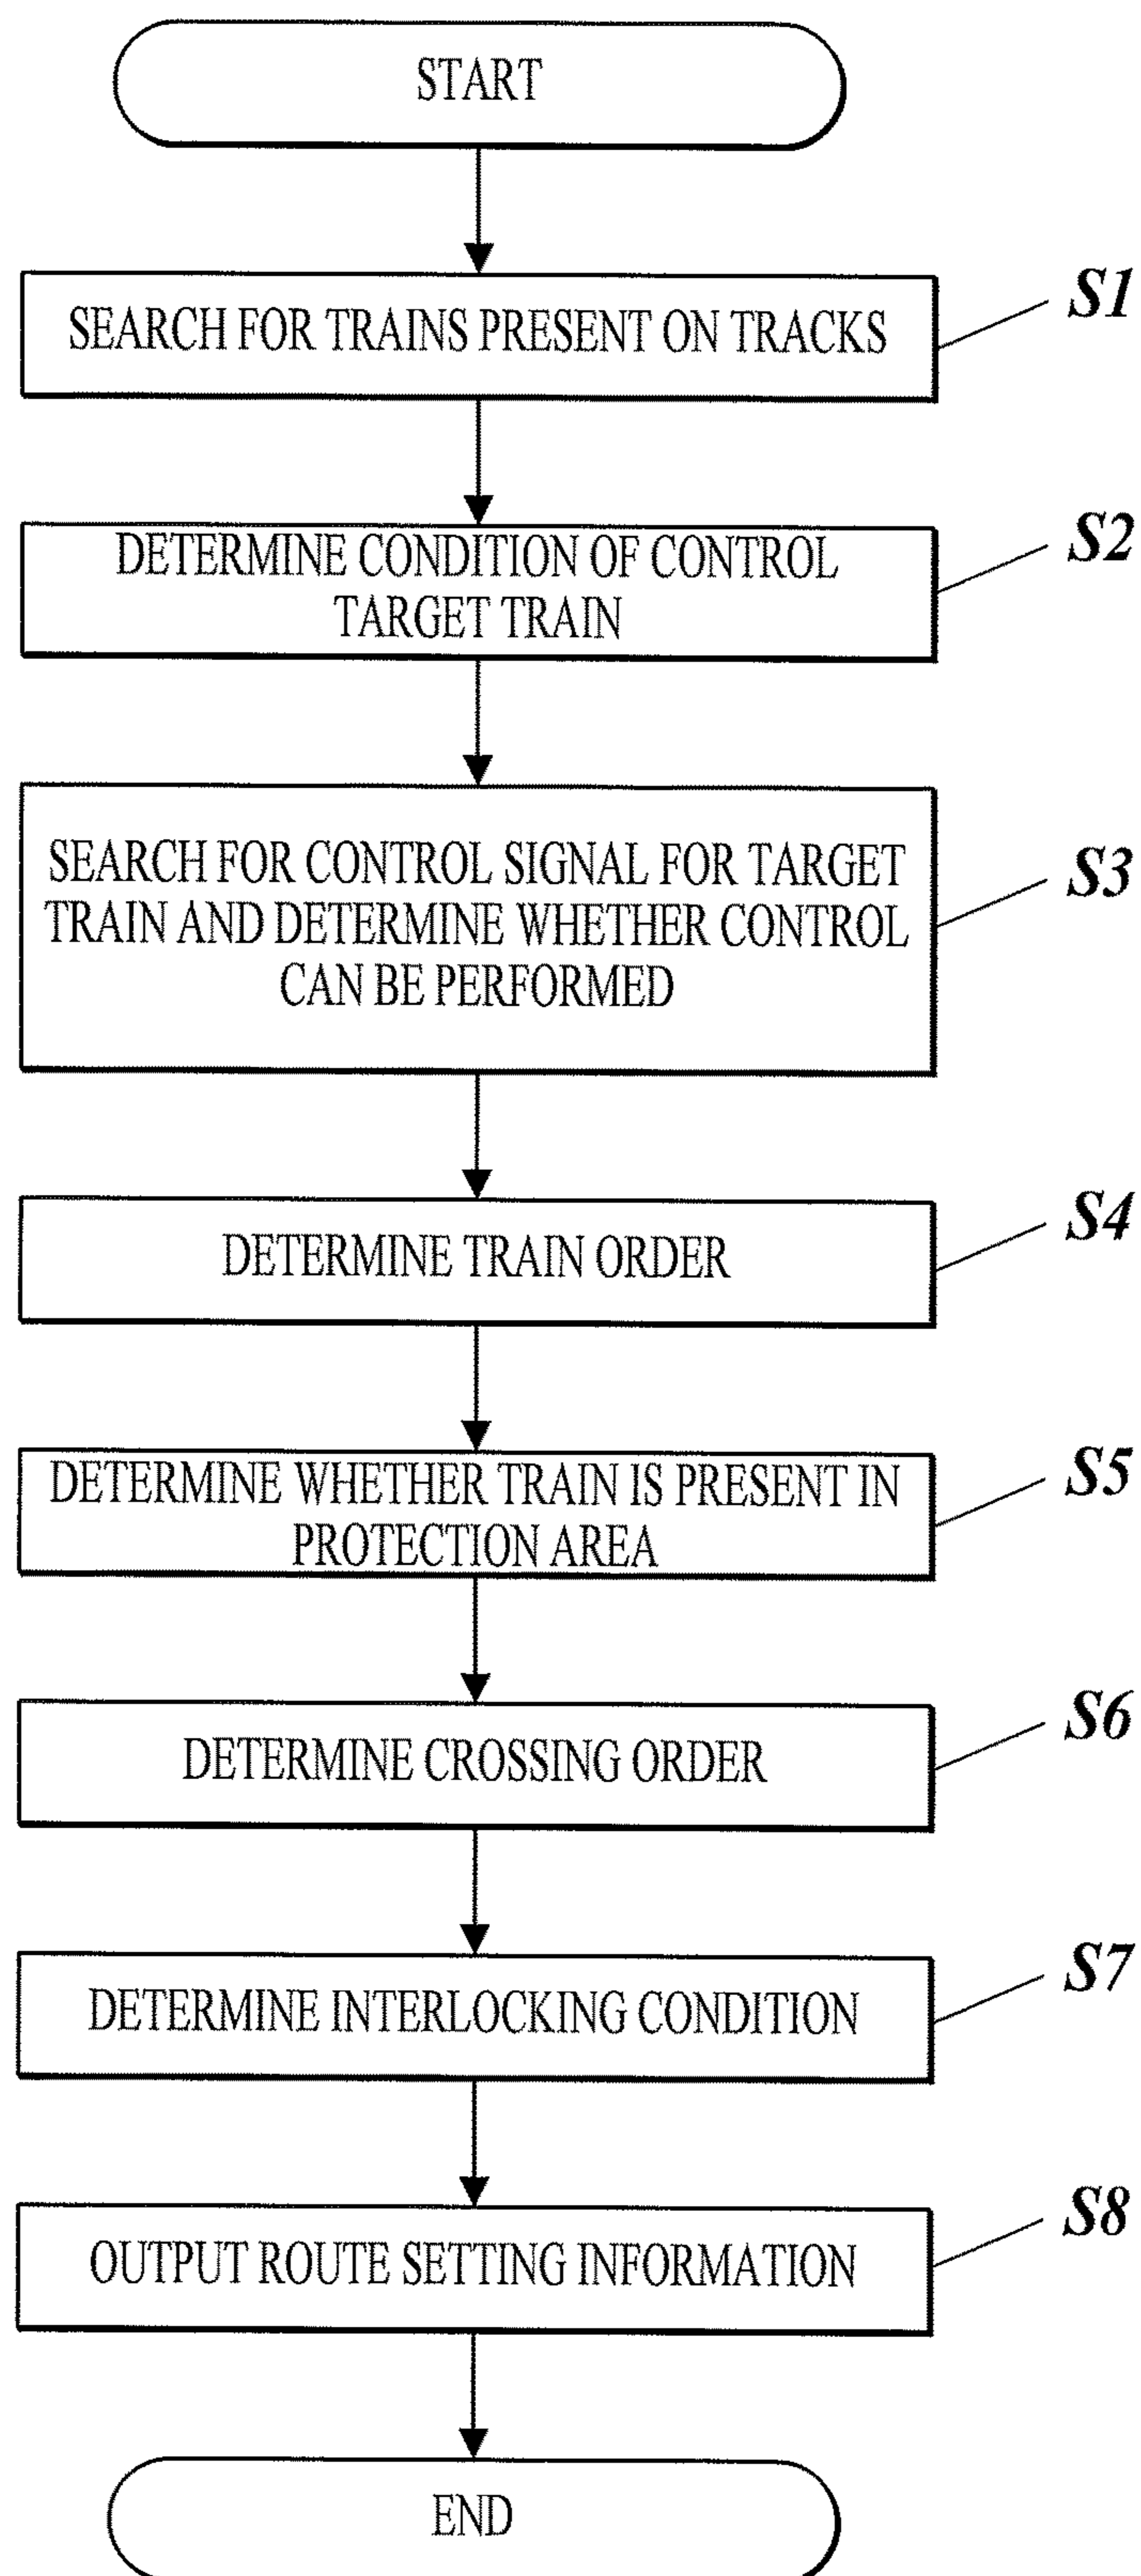 START
SEARCH FOR TRAINS PRESENT ON TRACKS
S1
DETERMINE CONDITION OF CONTROL
TARGET TRAIN
S2
SEARCH FOR CONTROL SIGNAL FOR TARGET
TRAIN AND DETERMINE WHETHER CONTROL
CAN BE PERFORMED
S3
DETERMINE TRAIN ORDER
S4
DETERMINE WHETHER TRAIN IS PRESENT IN
PROTECTION AREA
S5
DETERMINE CROSSING ORDER
S6
DETERMINE INTERLOCKING CONDITION
S7
OUTPUT ROUTE SETTING INFORMATION
S8
END